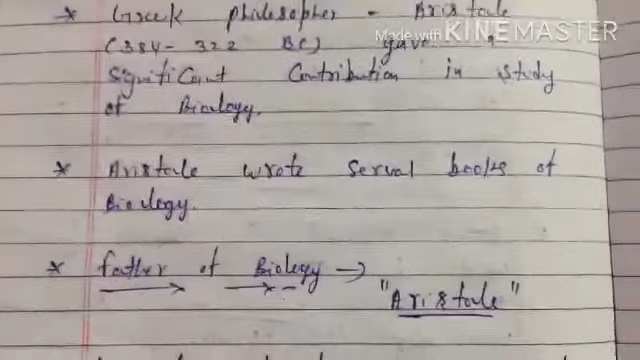 * Greek Philosopher - Aristotle
Made with KINEMASTER
(384 - 322 BC) gave
Significant Contribution in study
of Biology.
* Aristotle wrote serval books of
Biology.
* father of Biology →
"Aristotle"